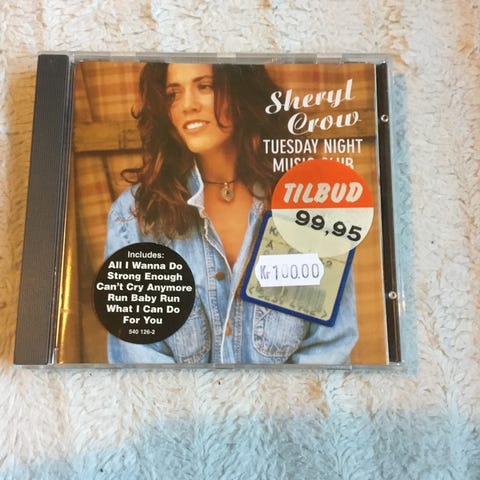 Sheryl
Crow
TUESDAY NIGHT
TILBUD
99,95
Kr100.00
Includes:
All I Wanna Do
Strong Enough
Can't Cry Anymore
Run Baby Run
What I Can Do
For You
540 126-2